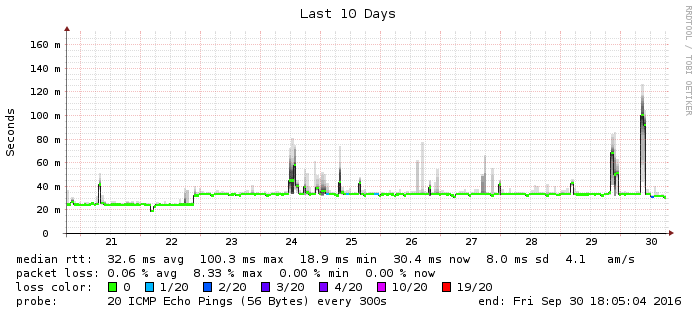 Last 10 Days
RRDTOOL / TOBI OETIKER
Seconds
160 m
140 m
120 m
100 m
80 m
60 m
40 m
20 m
0
21 22 23 24 25 26 27 28 29 30
median rtt: 32.6 ms avg 100.3 ms max 18.9 ms min 30.4 ms now 8.0 ms sd 4.1 am/s
packet loss: 0.06 % avg 8.33 % max 0.00 % min 0.00 % now
loss color: 0 1/20 2/20 3/20 4/20 10/20 19/20
probe: 20 ICMP Echo Pings (56 Bytes) every 300s end: Fri Sep 30 18:05:04 2016